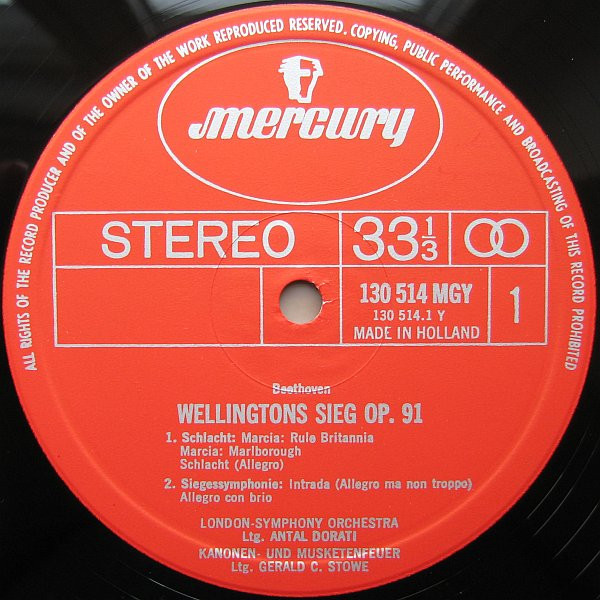 ALL RIGHTS OF THE RECORD PRODUCER AND OF THE OWNER OF THE WORK REPRODUCED RESERVED. COPYING, PUBLIC PERFORMANCE AND BROADCASTING OF THIS RECORD PROHIBITED
mercury
STEREO 33 1/3
130 514 MGY 1
130 514.1 Y
MADE IN HOLLAND
Beethoven
WELLINGTONS SIEG OP. 91
1. Schlacht: Marcia: Rule Britannia
Marcia: Marlborough
Schlacht (Allegro)
2. Siegessymphonie: Intrada (Allegro ma non troppo)
Allegro con brio
LONDON-SYMPHONY ORCHESTRA
Ltg. ANTAL DORATI
KANONEN- UND MUSKETENFEUER
Ltg. GERALD C. STOWE